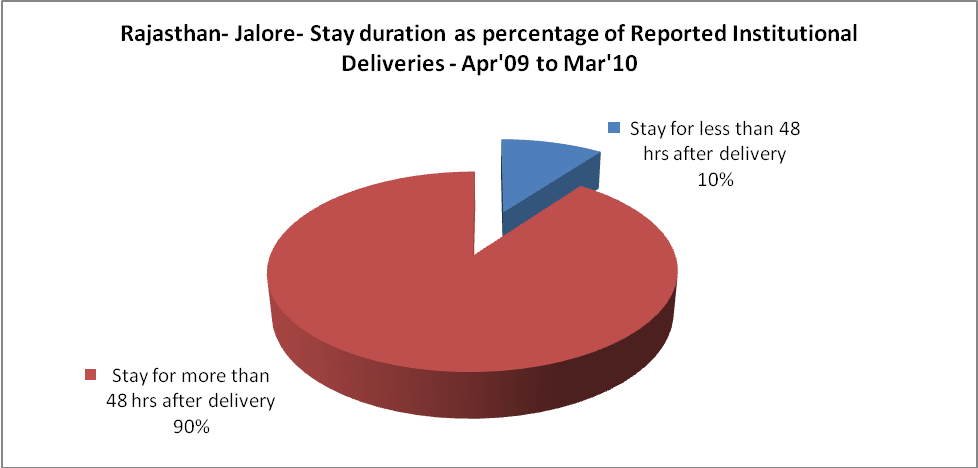 Rajasthan- Jalore- Stay duration as percentage of Reported Institutional
Deliveries - Apr'09 to Mar'10
Stay for less than 48
hrs after delivery
10%
Stay for more than
48 hrs after delivery
90%